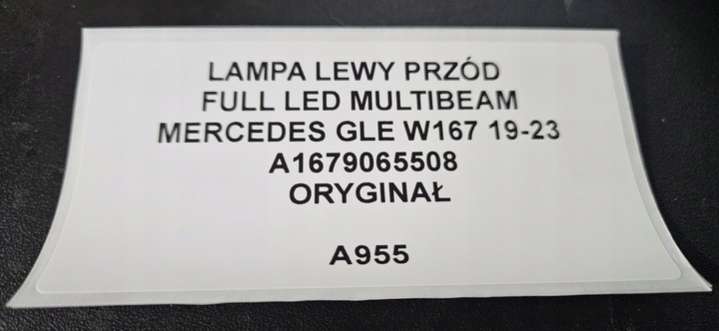 LAMPA LEWY PRZÓD
FULL LED MULTIBEAM
MERCEDES GLE W167 19-23
A1679065508
ORYGINAŁ
A955